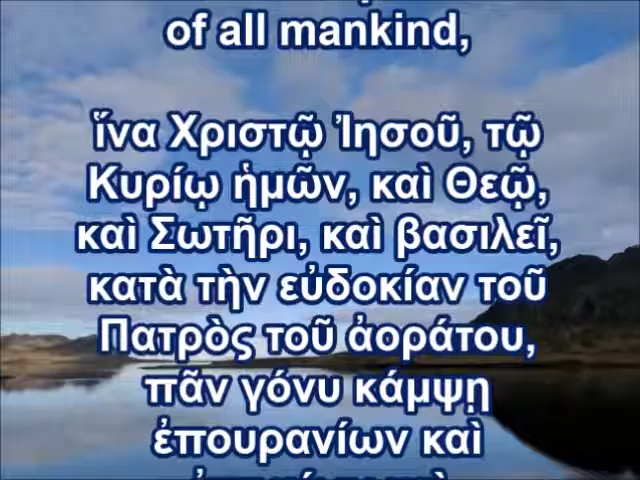 of all mankind,
ἵνα Χριστῷ Ἰησοῦ, τῷ
Κυρίῳ ἡμῶν, καὶ Θεῷ,
καὶ Σωτῆρι, καὶ βασιλεῖ,
κατὰ τὴν εὐδοκίαν τοῦ
Πατρὸς τοῦ ἀοράτου,
πᾶν γόνυ κάμψῃ
ἐπουρανίων καὶ